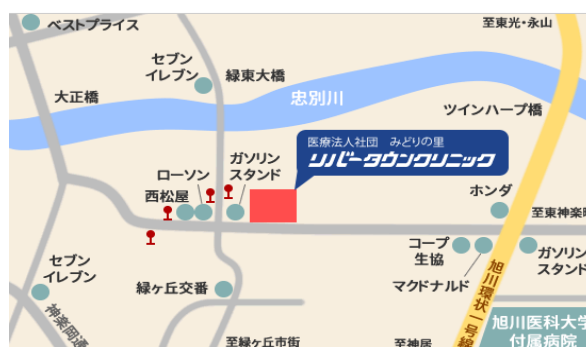 ベストプライス
至東光・永山
セブン
イレブン
緑東大橋
大正橋
忠別川
ツインハープ橋
医療法人社団 みどりの里
リバータウンクリニック
ローソン
ガソリン
スタンド
西松屋
ホンダ
至東神楽町
コープ
生協
マクドナルド
ガソリン
スタンド
セブン
イレブン
神楽岡通
緑ヶ丘交番
旭川環状一号線
旭川医科大学
付属病院
至緑ヶ丘市街
至神居